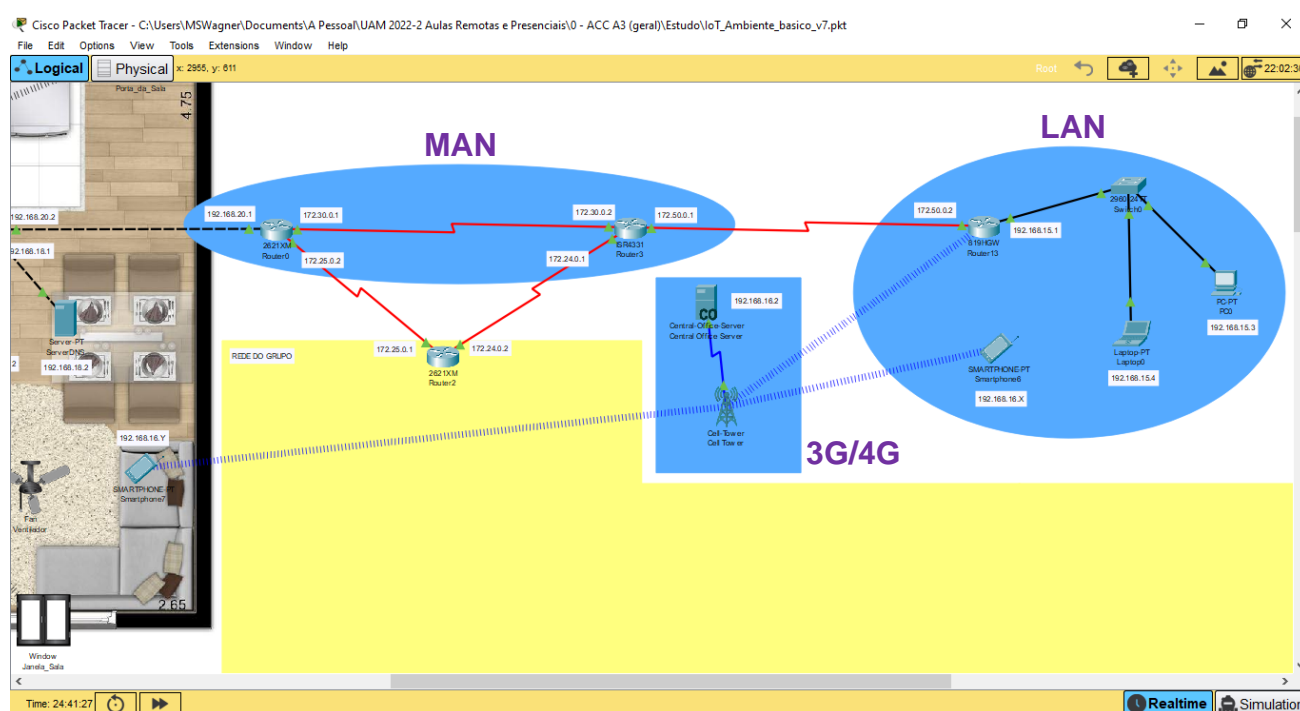 Cisco Packet Tracer - C:\Users\MSWagner\Documents\A Pessoal\UAM 2022-2 Aulas Remotas e Presenciais\0 - ACC A3 (geral)\Estudo\IoT_Ambiente_basico_v7.pkt
File Edit Options View Tools Extensions Window Help
Logical Physical x: 2955, y: 611 Root 22:02:3
Porta_da_Sala
4.75
MAN
LAN
192.168.20.2
192.168.20.1
172.30.0.1
2621XM
Router0
172.25.0.2
172.30.0.2
172.50.0.1
ISR4331
Router3
172.24.0.1
172.50.0.2
819HGW
Router13
192.168.15.1
2960-24TT
Switch0
PC-PT
PC0
192.168.15.3
Laptop-PT
Laptop0
192.168.15.4
SMARTPHONE-PT
Smartphone6
192.168.16.X
192.168.18.1
Server-PT
ServerDNS
2
192.168.18.2
REDE DO GRUPO
172.25.0.1
172.24.0.2
2621XM
Router2
CO
192.168.16.2
Central-Office-Server
Central Office Server
Cell-Tower
Cell Tower
3G/4G
192.168.16.Y
SMARTPHONE-PT
Smartphone7
Fan
Ventilador
2.65
Window
Janela_Sala
Time: 24:41:27 Realtime Simulation